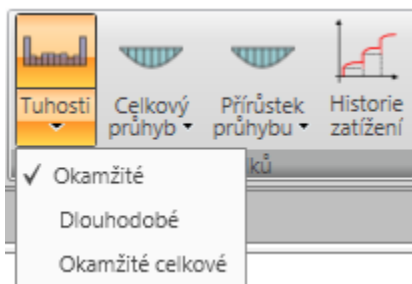 Tuhosti
Celkový
průhyb
Přírůstek
průhybu
Historie
zatížení
ků
✓ Okamžité
Dlouhodobé
Okamžité celkové